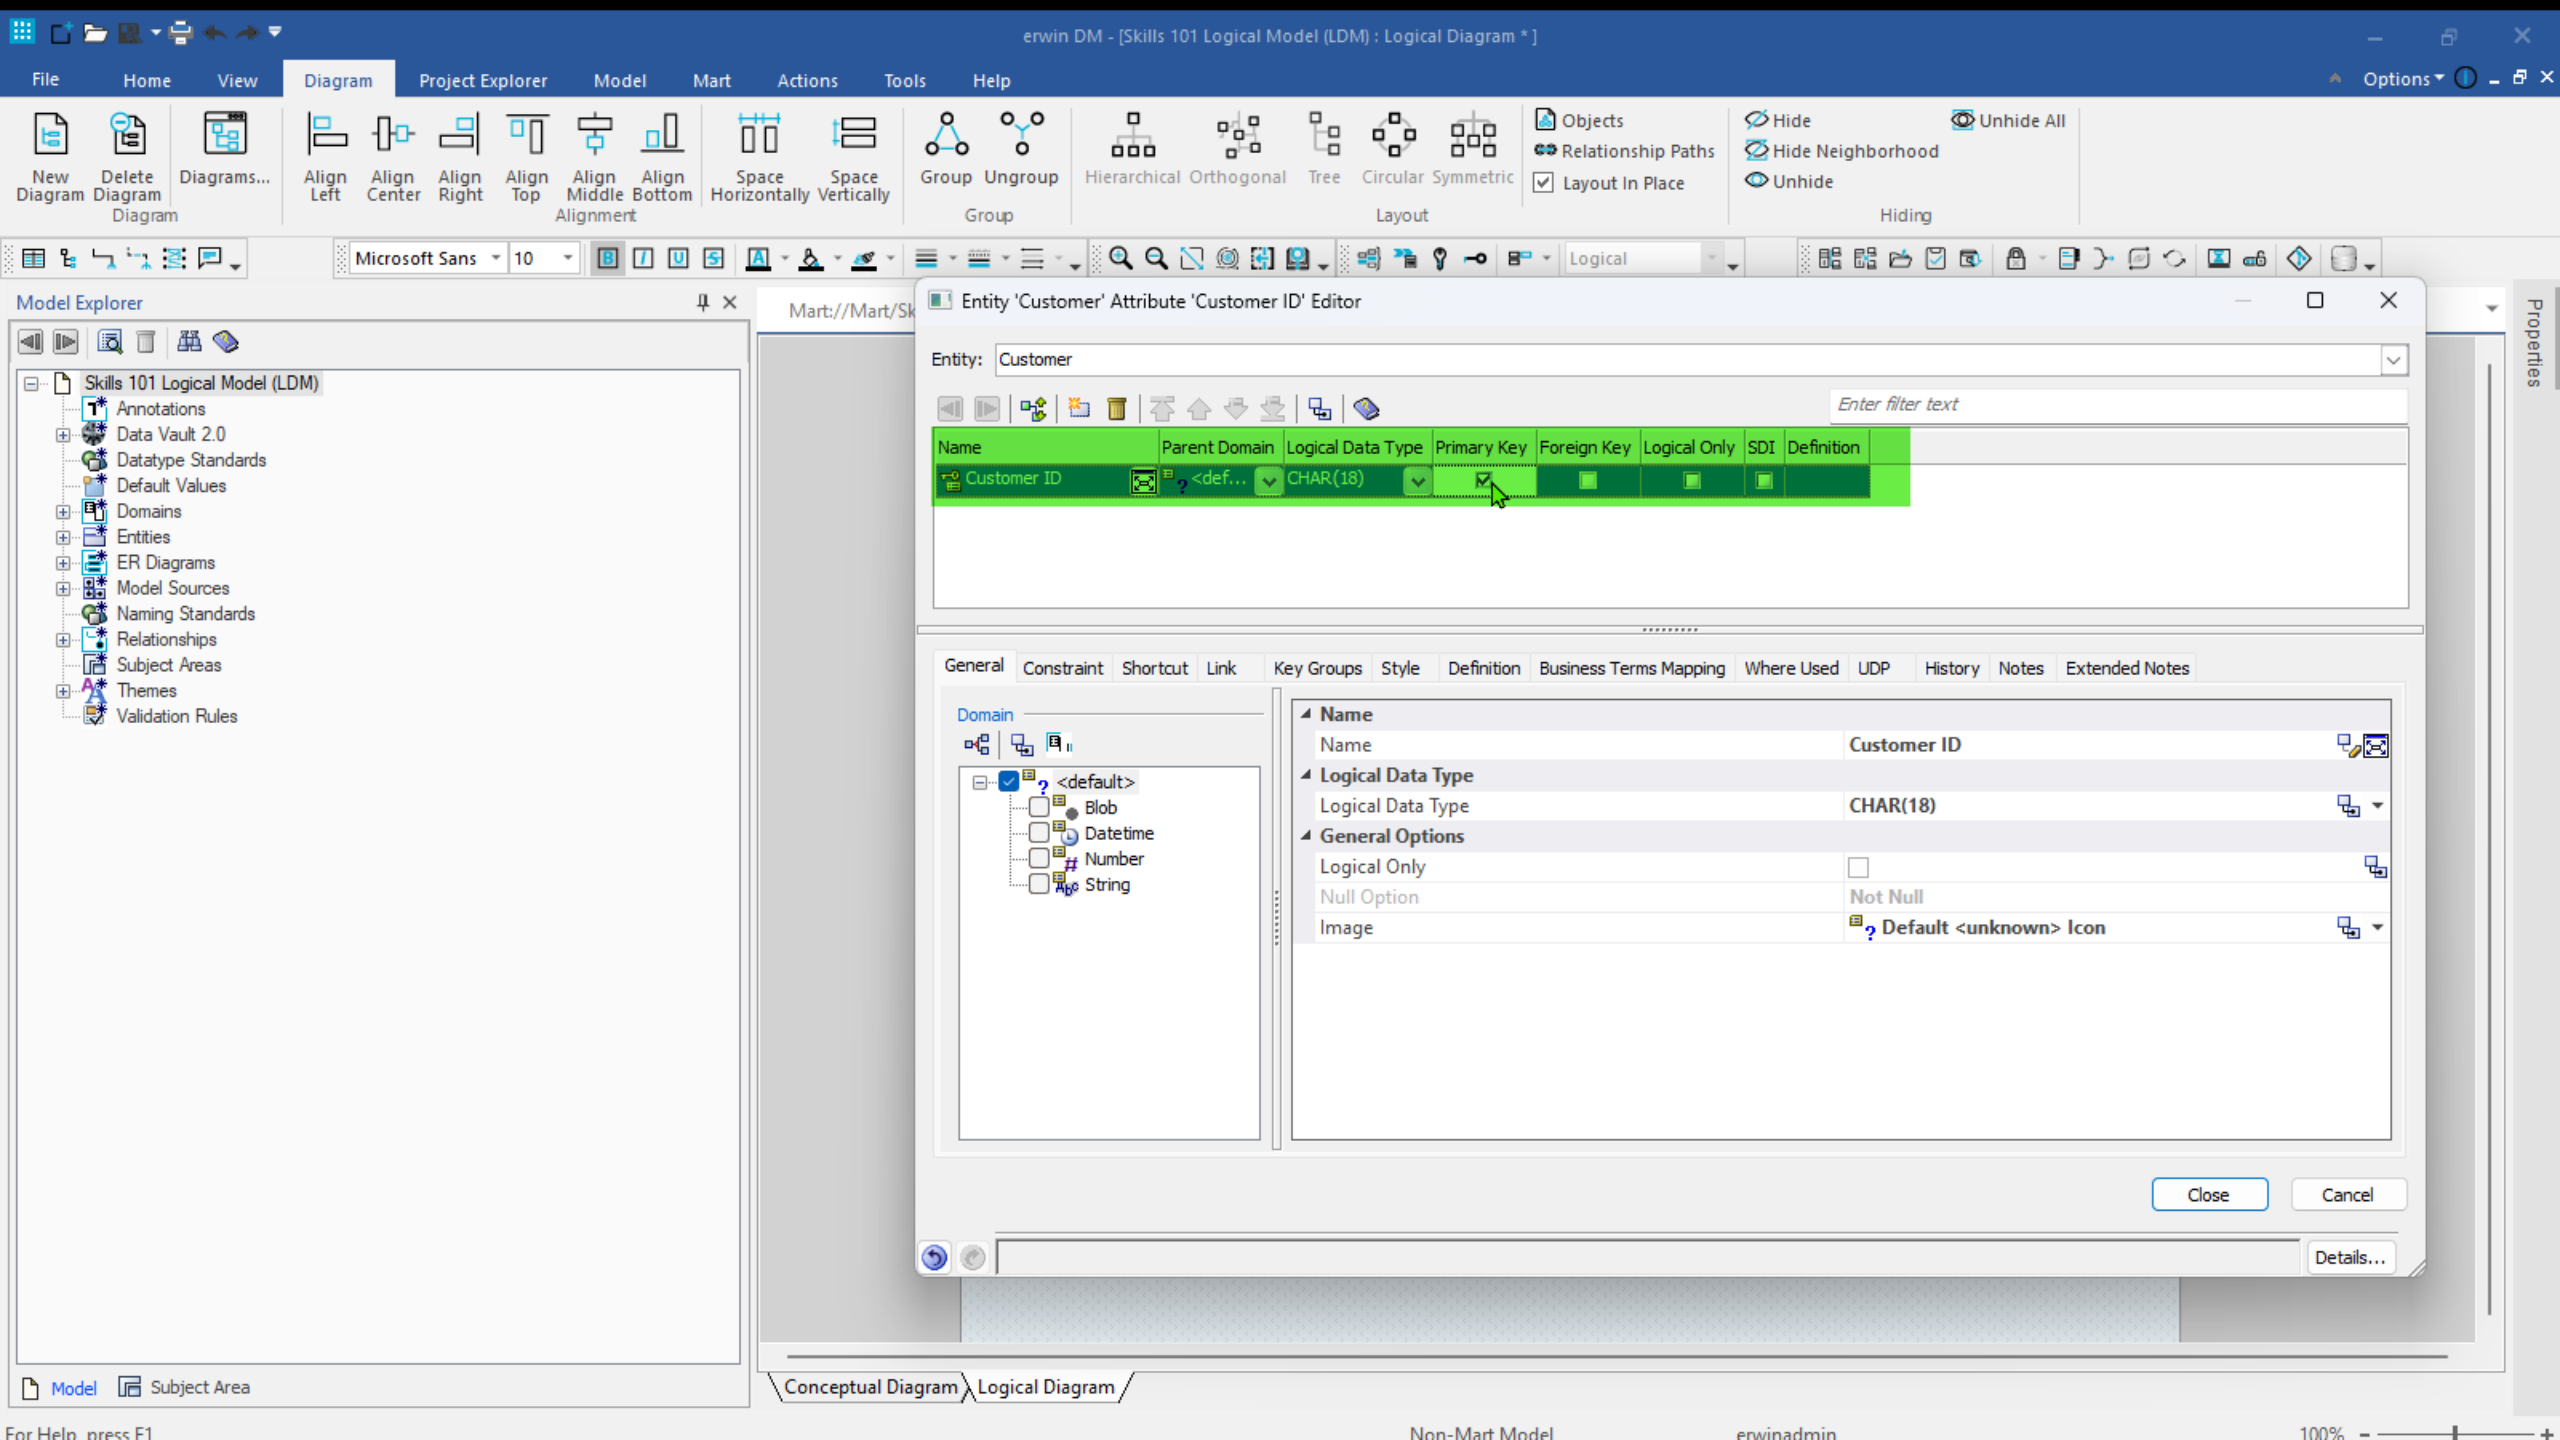 erwin DM - [Skills 101 Logical Model (LDM) : Logical Diagram * ]
File Home View Diagram Project Explorer Model Mart Actions Tools Help Options
New Diagram Delete Diagram Diagrams... Align Left Align Center Align Right Align Top Align Middle Align Bottom Space Horizontally Space Vertically Group Ungroup Hierarchical Orthogonal Tree Circular Symmetric
Objects
Relationship Paths
Layout In Place
Hide Unhide All
Hide Neighborhood
Unhide
Diagram Alignment Group Layout Hiding
Microsoft Sans 10 B I U S A Logical
Model Explorer
Skills 101 Logical Model (LDM)
Annotations
Data Vault 2.0
Datatype Standards
Default Values
Domains
Entities
ER Diagrams
Model Sources
Naming Standards
Relationships
Subject Areas
Themes
Validation Rules
Model Subject Area
Mart://Mart/Sk
Properties
Entity 'Customer' Attribute 'Customer ID' Editor
Entity: Customer
Enter filter text
Name Parent Domain Logical Data Type Primary Key Foreign Key Logical Only SDI Definition
Customer ID <def... CHAR(18)
General Constraint Shortcut Link Key Groups Style Definition Business Terms Mapping Where Used UDP History Notes Extended Notes
Domain
<default>
Blob
Datetime
Number
String
Name
Name Customer ID
Logical Data Type
Logical Data Type CHAR(18)
General Options
Logical Only
Null Option Not Null
Image Default <unknown> Icon
Close Cancel
Details...
Conceptual Diagram Logical Diagram
For Help, press F1 Non-Mart Model erwinadmin 100%